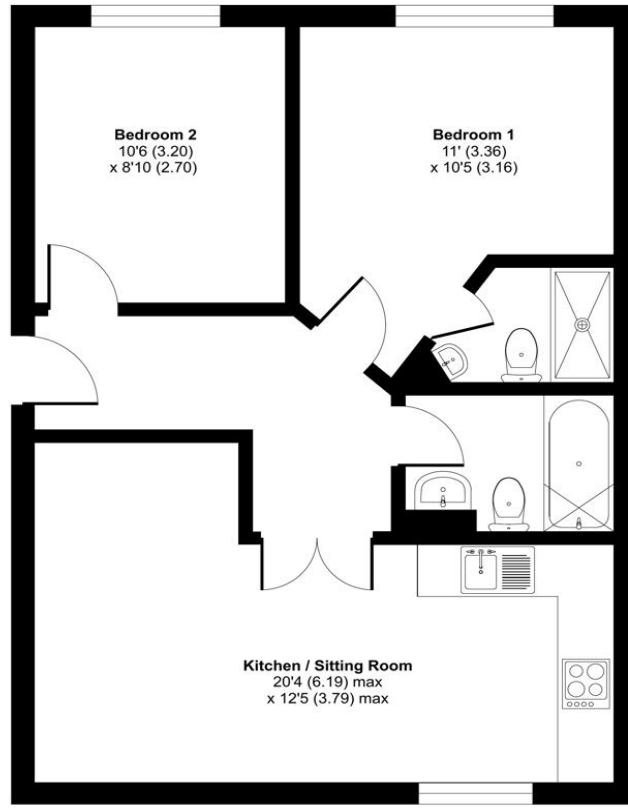 Bedroom 2
10'6 (3.20)
x 8'10 (2.70)
Bedroom 1
11' (3.36)
x 10'5 (3.16)
Kitchen / Sitting Room
20'4 (6.19) max
x 12'5 (3.79) max